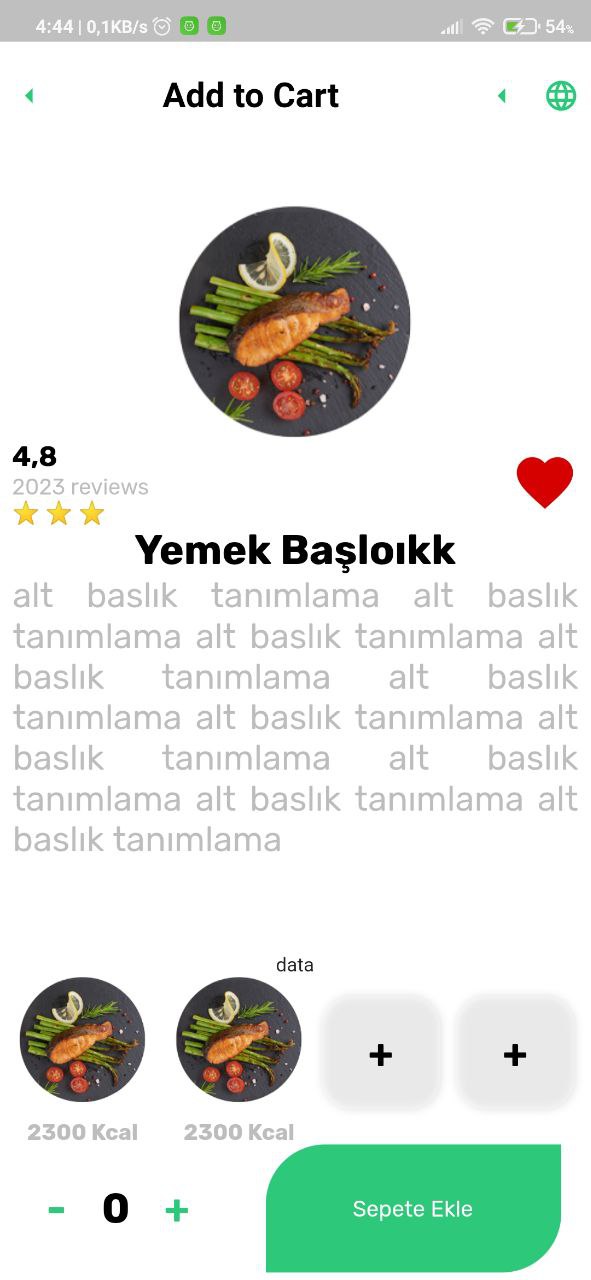 4:44 | 0,1KB/s
54%
Add to Cart
4,8
2023 reviews
Yemek Başloıkk
alt baslık tanımlama alt baslık
tanımlama alt baslık tanımlama alt
baslık tanımlama alt baslık
tanımlama alt baslık tanımlama alt
baslık tanımlama alt baslık
tanımlama alt baslık tanımlama alt
baslık tanımlama
data
+ +
2300 Kcal 2300 Kcal
- 0 + Sepete Ekle